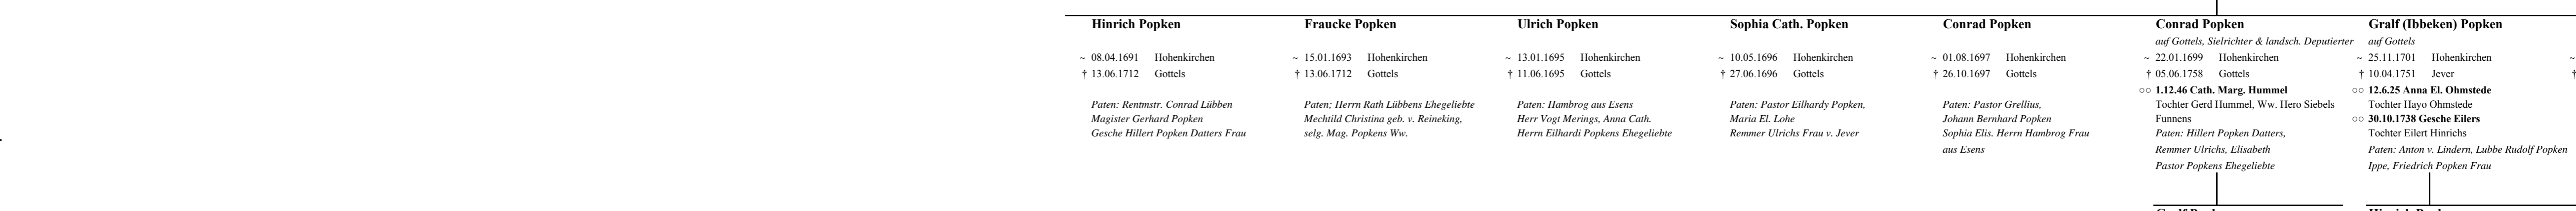 Hinrich Popken
~ 08.04.1691 Hohenkirchen
† 13.06.1712 Gottels
Paten: Rentmstr. Conrad Lübben
Magister Gerhard Popken
Gesche Hillert Popken Datters Frau
Fraucke Popken
~ 15.01.1693 Hohenkirchen
† 13.06.1712 Gottels
Paten; Herrn Rath Lübbens Ehegeliebte
Mechtild Christina geb. v. Reineking,
selg. Mag. Popkens Ww.
Ulrich Popken
~ 13.01.1695 Hohenkirchen
† 11.06.1695 Gottels
Paten: Hambrog aus Esens
Herr Vogt Merings, Anna Cath.
Herrn Eilhardi Popkens Ehegeliebte
Sophia Cath. Popken
~ 10.05.1696 Hohenkirchen
† 27.06.1696 Gottels
Paten: Pastor Eilhardy Popken,
Maria El. Lohe
Remmer Ulrichs Frau v. Jever
Conrad Popken
~ 01.08.1697 Hohenkirchen
† 26.10.1697 Gottels
Paten: Pastor Grellius,
Johann Bernhard Popken
Sophia Elis. Herrn Hambrog Frau
aus Esens
Conrad Popken
auf Gottels, Sielrichter & landsch. Deputierter
~ 22.01.1699 Hohenkirchen
† 05.06.1758 Gottels
○○ 1.12.46 Cath. Marg. Hummel
Tochter Gerd Hummel, Ww. Hero Siebels
Funnens
Paten: Hillert Popken Datters,
Remmer Ulrichs, Elisabeth
Pastor Popkens Ehegeliebte
Gralf (Ibbeken) Popken
auf Gottels
~ 25.11.1701 Hohenkirchen
† 10.04.1751 Jever
○○ 12.6.25 Anna El. Ohmstede
Tochter Hayo Ohmstede
○○ 30.10.1738 Gesche Eilers
Tochter Eilert Hinrichs
Paten: Anton v. Lindern, Lubbe Rudolf Popken
Ippe, Friedrich Popken Frau
~
†